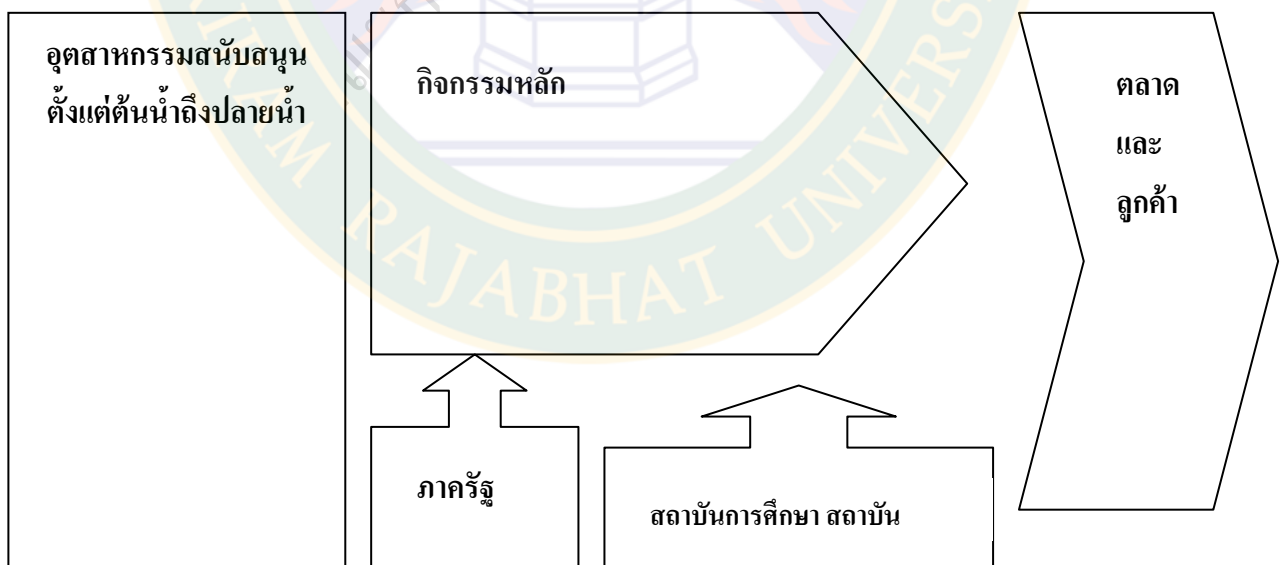 อุตสาหกรรมสนับสนุน
ตั้งแต่ต้นน้ำถึงปลายน้ำ
กิจกรรมหลัก
ตลาด
และ
ลูกค้า
ภาครัฐ
สถาบันการศึกษา สถาบัน
RAJABHAT